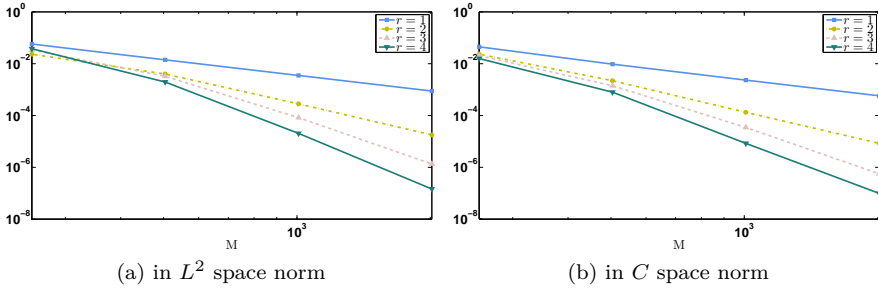 10^0
10^−2
10^−4
10^−6
10^−8
10^3
M
r = 1
r = 2
r = 3
r = 4
(a) in L^2 space norm
10^0
10^−2
10^−4
10^−6
10^−8
10^3
M
r = 1
r = 2
r = 3
r = 4
(b) in C space norm